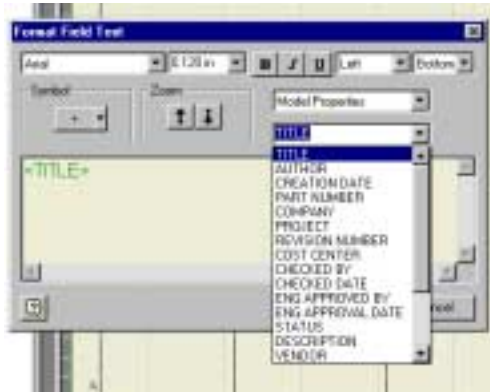 Format Field Text
Arial 0.120 in B I U Left Bottom
Symbol Zoom
Model Properties
+
TITLE
<TITLE>
TITLE
AUTHOR
CREATION DATE
PART NUMBER
COMPANY
PROJECT
REVISION NUMBER
COST CENTER
CHECKED BY
CHECKED DATE
ENG APPROVED BY
ENG APPROVAL DATE
STATUS
DESCRIPTION
VENDOR
?
ncel